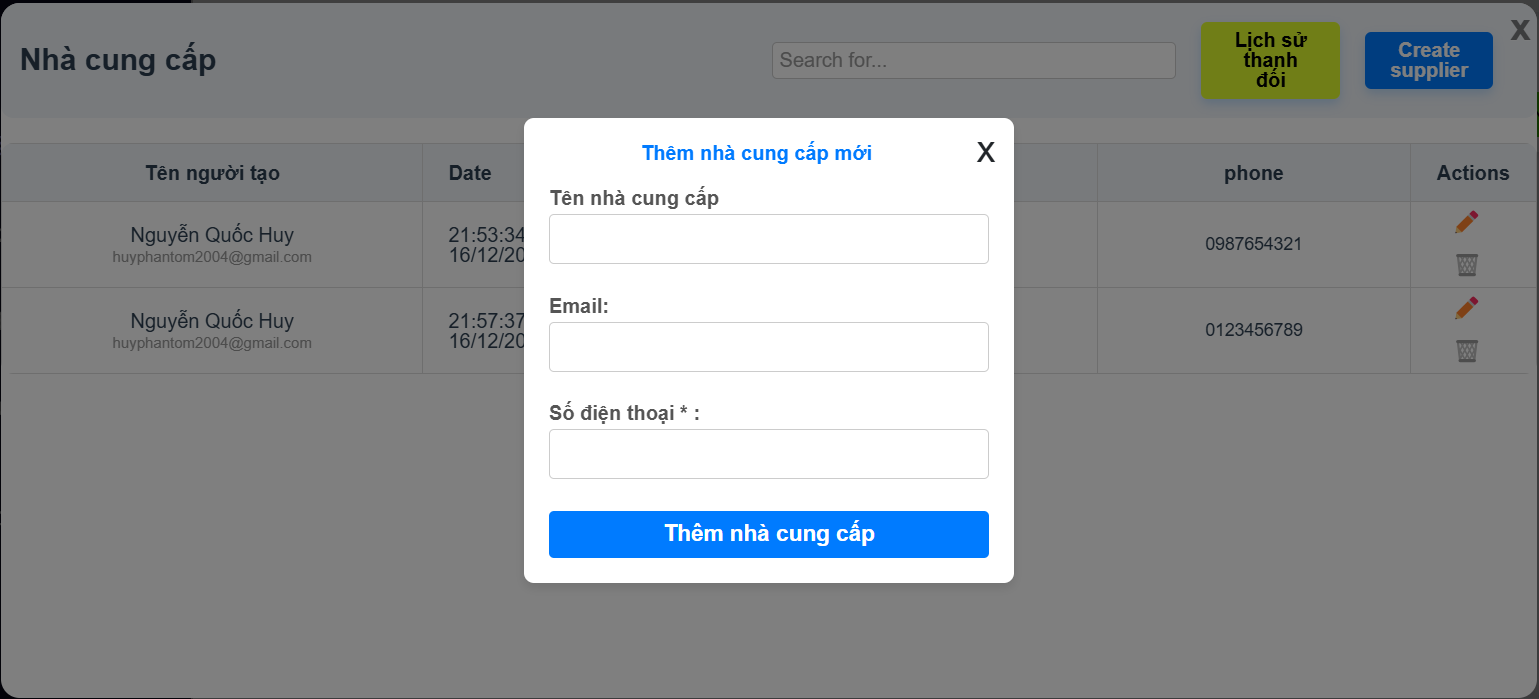 Nhà cung cấp
Search for...
Lịch sử
thanh
đối
Create
supplier
X
Thêm nhà cung cấp mới
X
Tên nhà cung cấp
Email:
Số điện thoại * :
Thêm nhà cung cấp
Tên người tạo
Date
phone
Actions
Nguyễn Quốc Huy
huyphantom2004@gmail.com
21:53:34
16/12/20
0987654321
Nguyễn Quốc Huy
huyphantom2004@gmail.com
21:57:37
16/12/20
0123456789